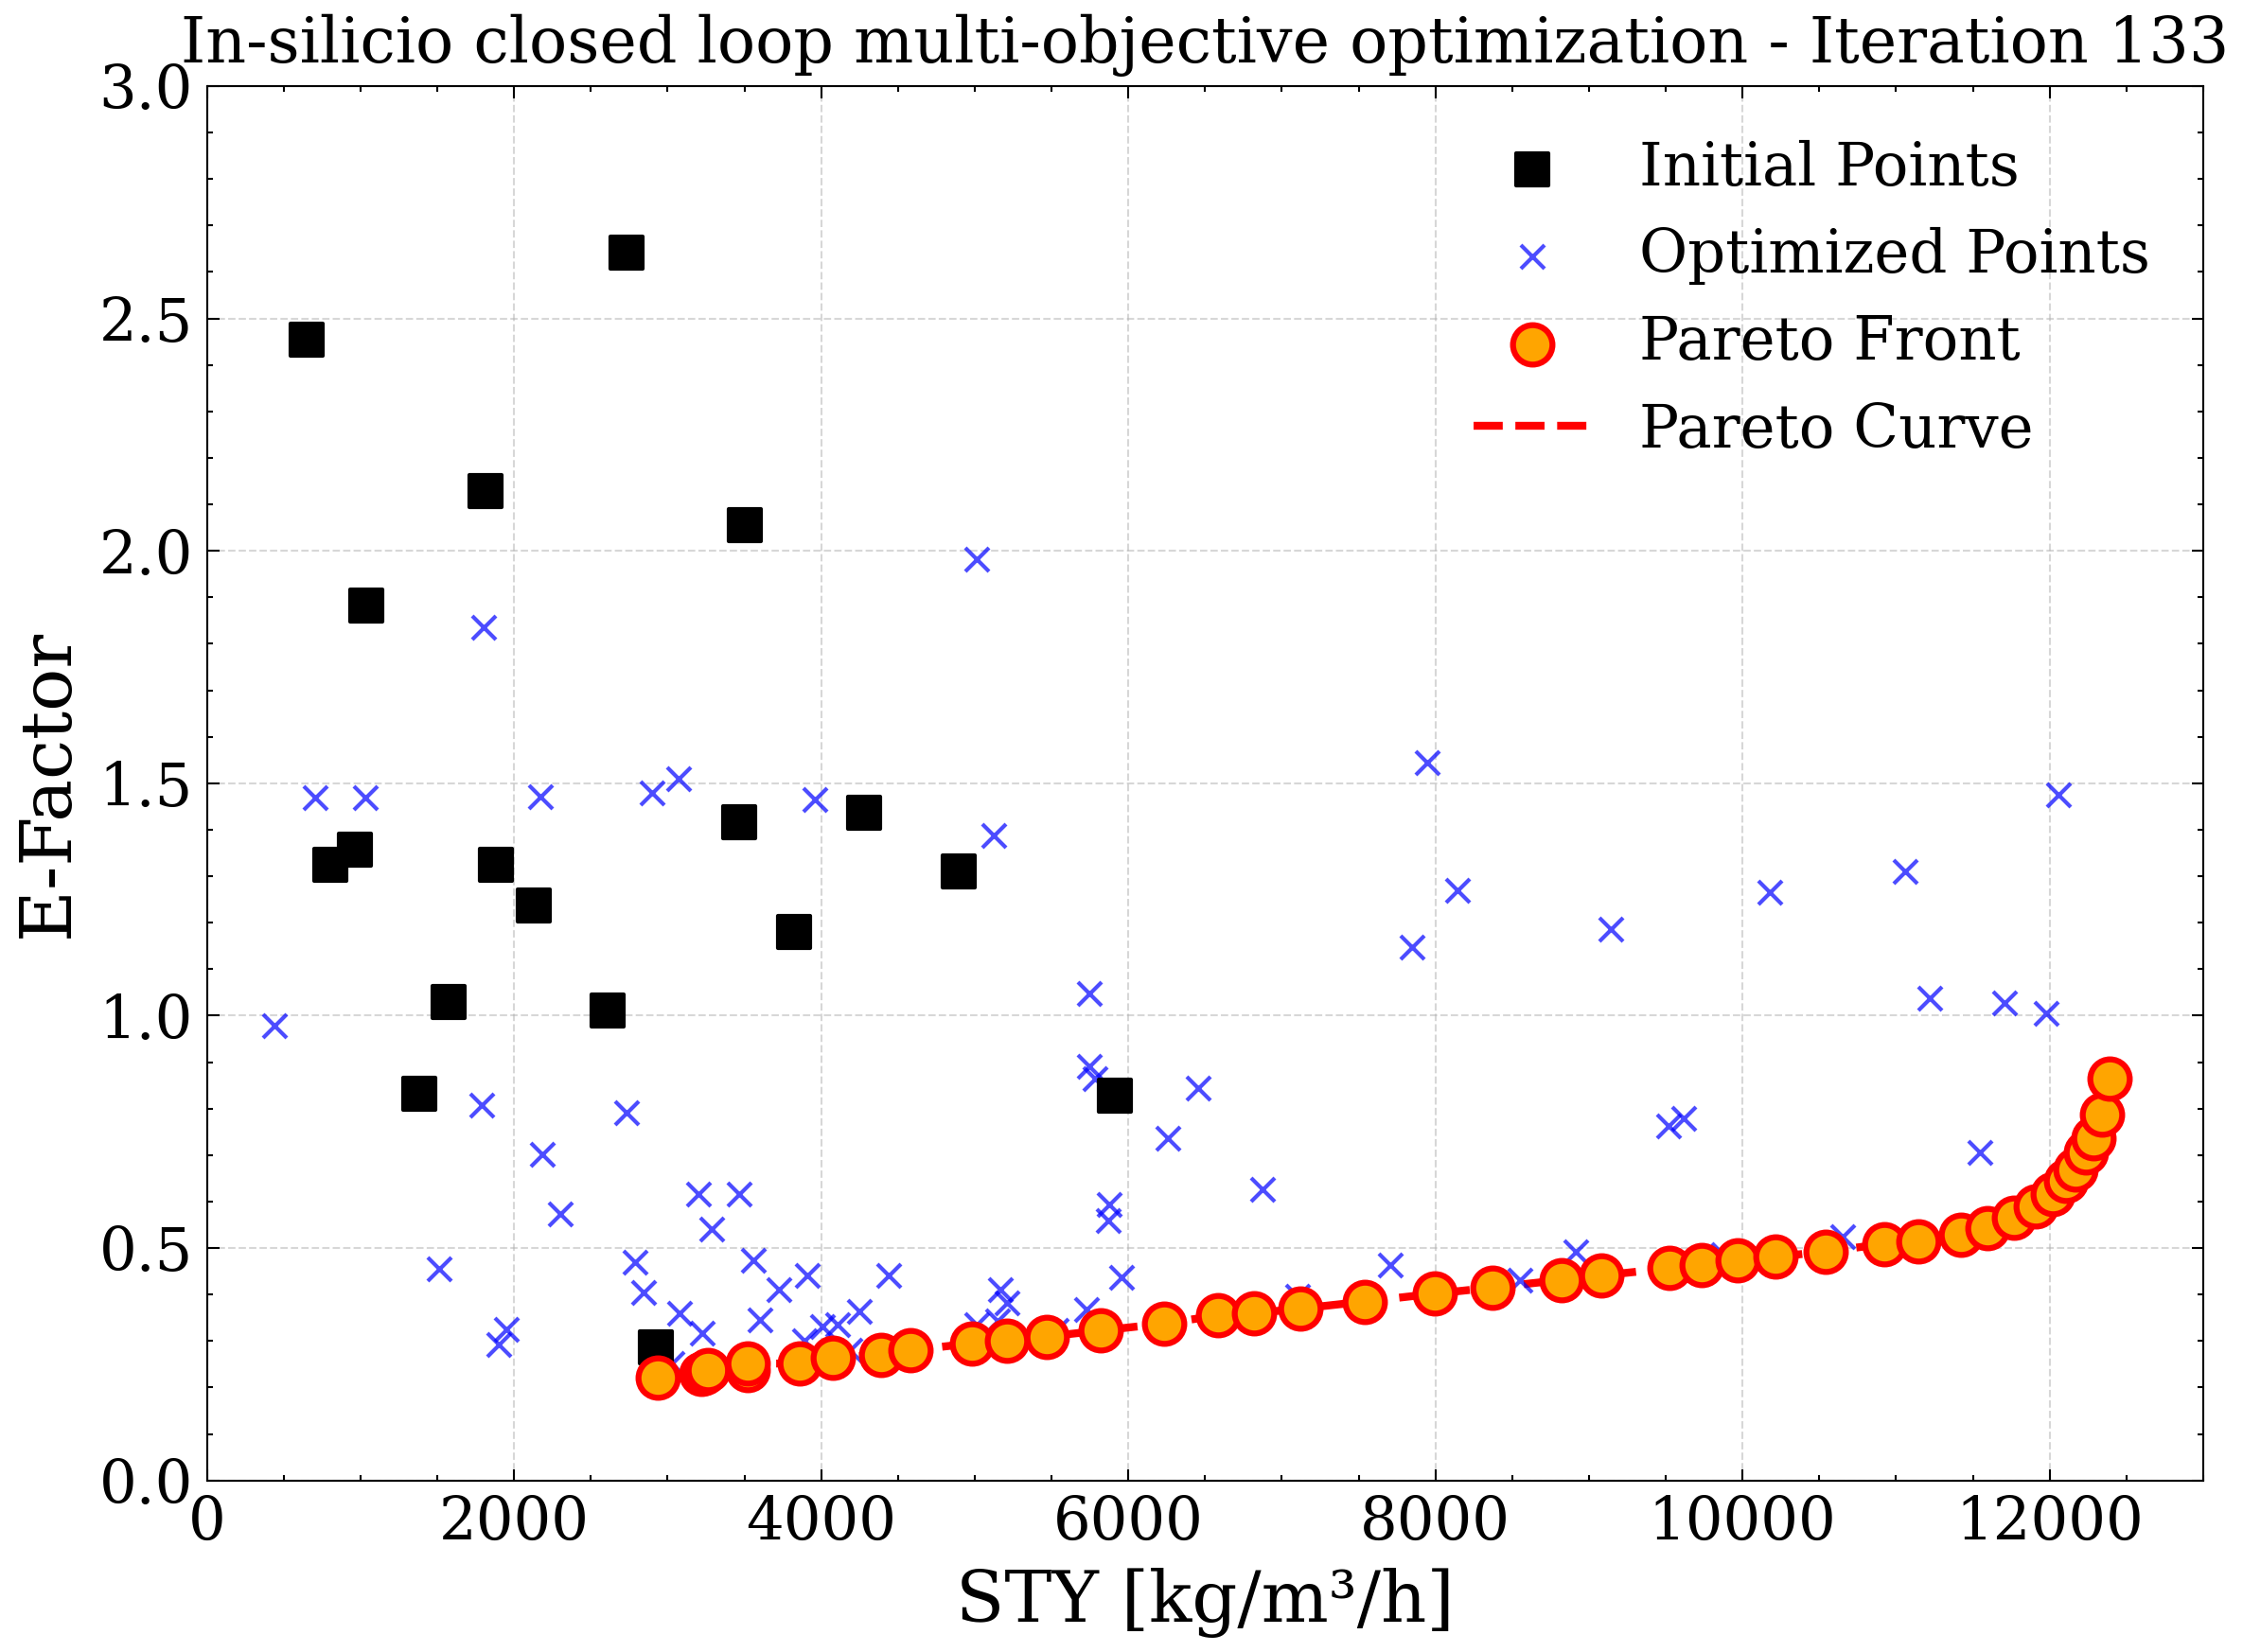 In-silicio closed loop multi-objective optimization - Iteration 133
3.0
2.5
2.0
1.5
1.0
0.5
0.0
E-Factor
Initial Points
Optimized Points
Pareto Front
Pareto Curve
0 2000 4000 6000 8000 10000 12000
STY [kg/m³/h]